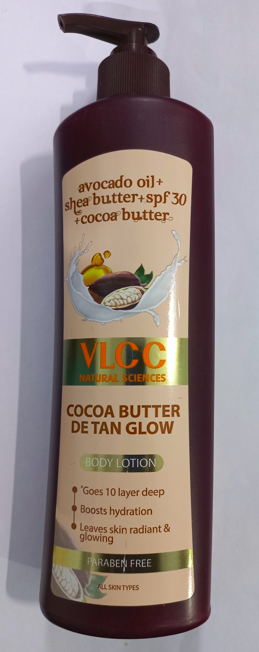 avocado oil+
shea butter+spf 30
+cocoa butter
VLCC
NATURAL SCIENCES
COCOA BUTTER
DE TAN GLOW
BODY LOTION
*Goes 10 layer deep
Boosts hydration
Leaves skin radiant &
glowing
PARABEN FREE
ALL SKIN TYPES